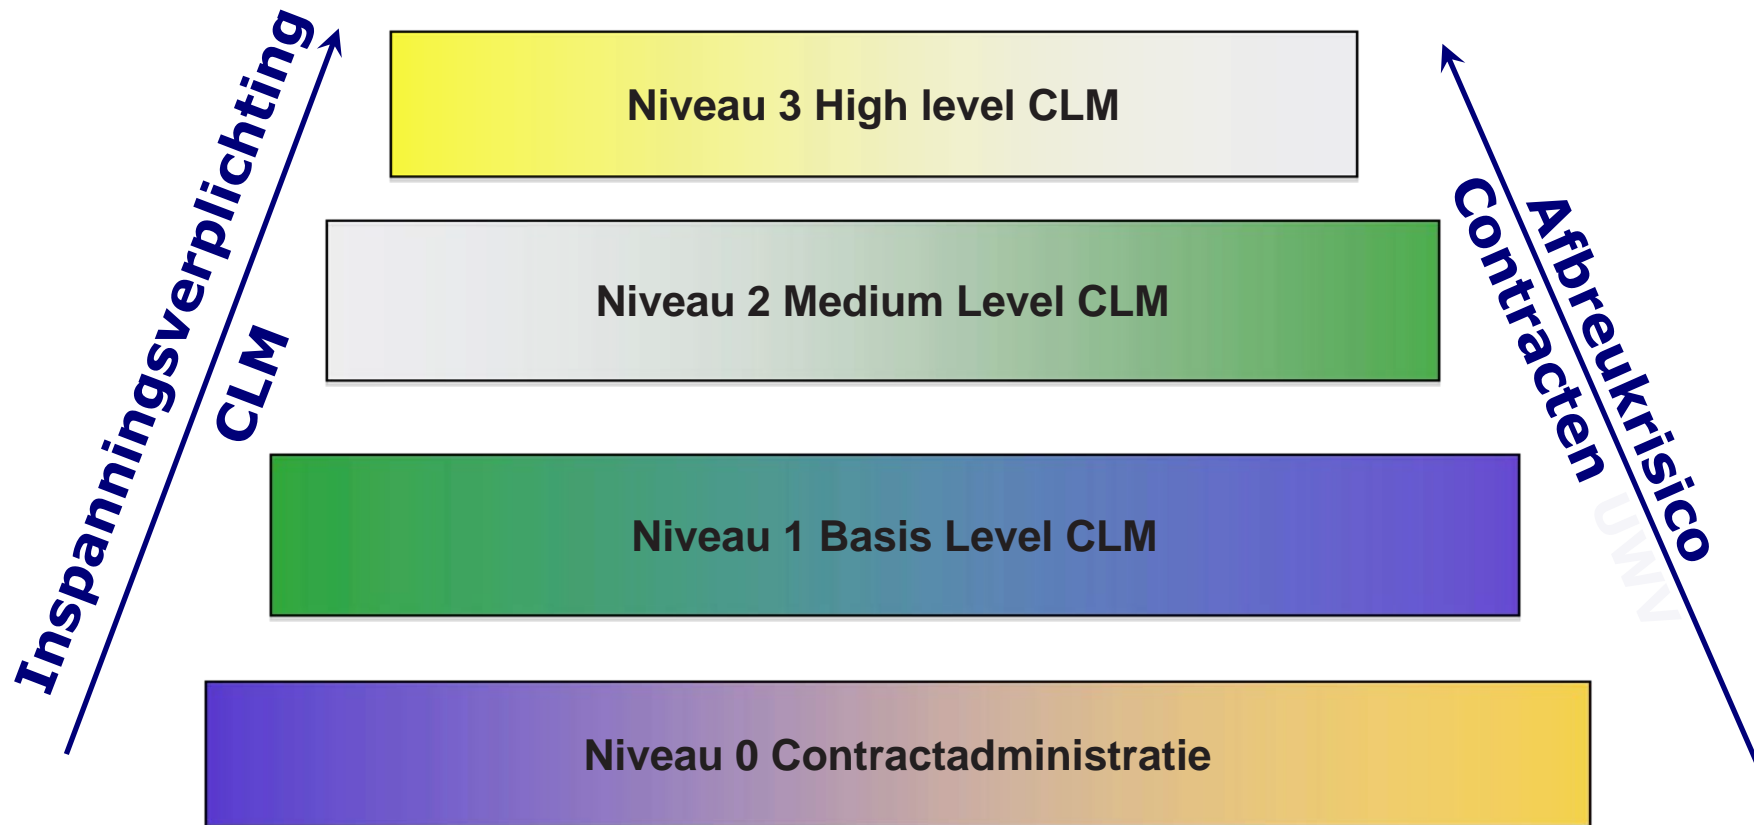 Inspanningsverplichting
CLM
Niveau 3 High level CLM
Niveau 2 Medium Level CLM
Niveau 1 Basis Level CLM
Niveau 0 Contractadministratie
Afbreukrisico
Contracten UWV